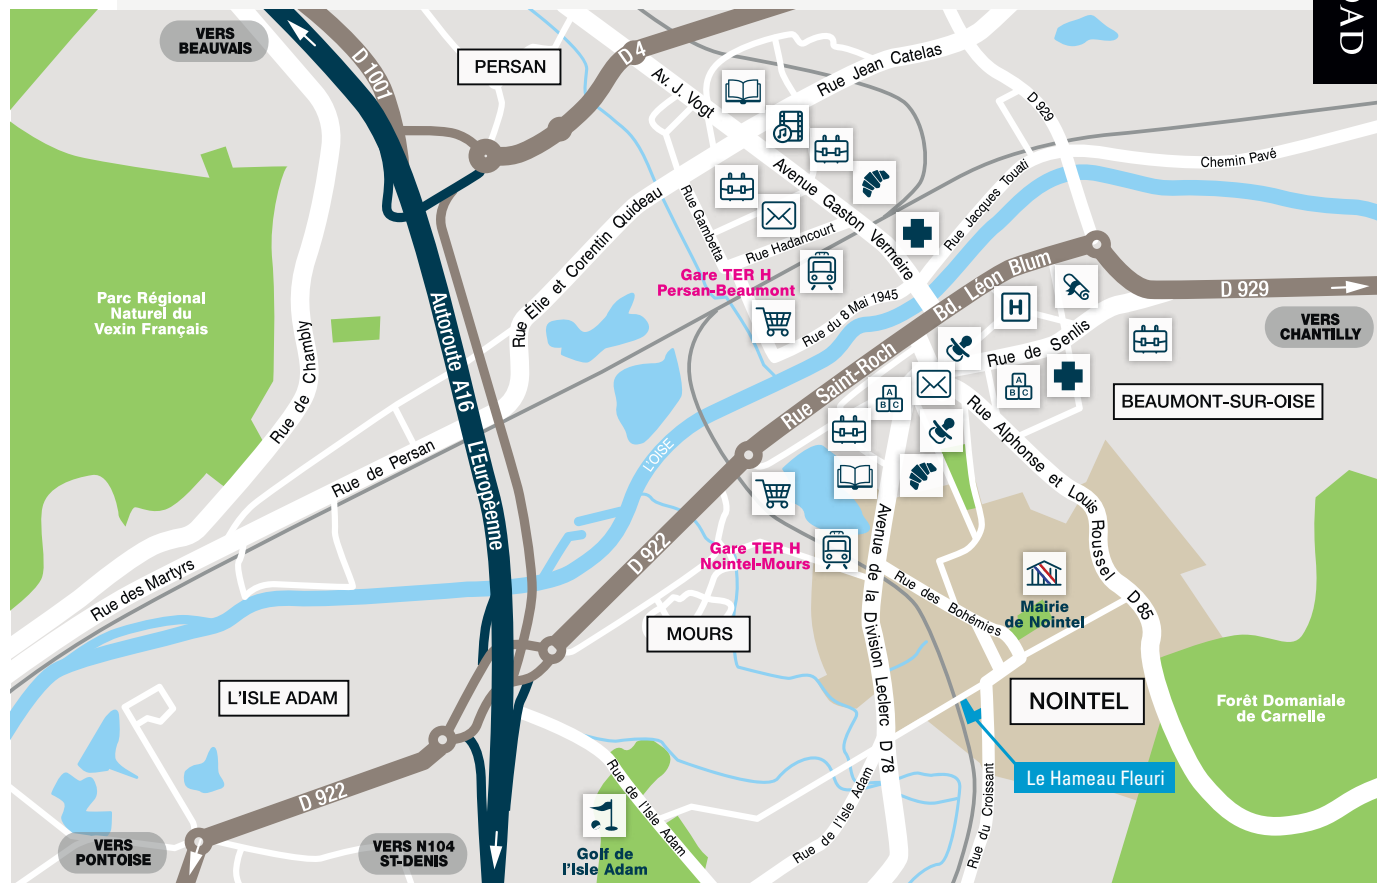 OAD
VERS
BEAUVAIS
PERSAN
D 1001
D 4
Av. J. Vogt
Rue Jean Catelas
D 929
Chemin Pavé
Avenue Gaston Vermeire
Rue Gambetta
Rue Hadancourt
Rue Jacques Touati
Rue Élie et Corentin Quideau
Gare TER H
Persan-Beaumont
Rue du 8 Mai 1945
Bd. Léon Blum
H
D 929
VERS
CHANTILLY
Parc Régional
Naturel du
Vexin Français
Rue de Chambly
Autoroute A16 L'Europèenne
Rue Saint-Roch
Rue de Senlis
A
B C
A
B C
BEAUMONT-SUR-OISE
Rue de Persan
L'OISE
Rue Alphonse et Louis Roussel
D 922
Gare TER H
Nointel-Mours
Avenue de la Division Leclerc D 78
Rue des Martyrs
Rue des Bohémies
Mairie
de Nointel
D 85
MOURS
L'ISLE ADAM
NOINTEL
Forêt Domaniale
de Carnelle
Le Hameau Fleuri
D 922
Rue de l'Isle Adam
Rue de l'Isle Adam
Rue du Croissant
VERS
PONTOISE
VERS N104
ST-DENIS
Golf de
l'Isle Adam